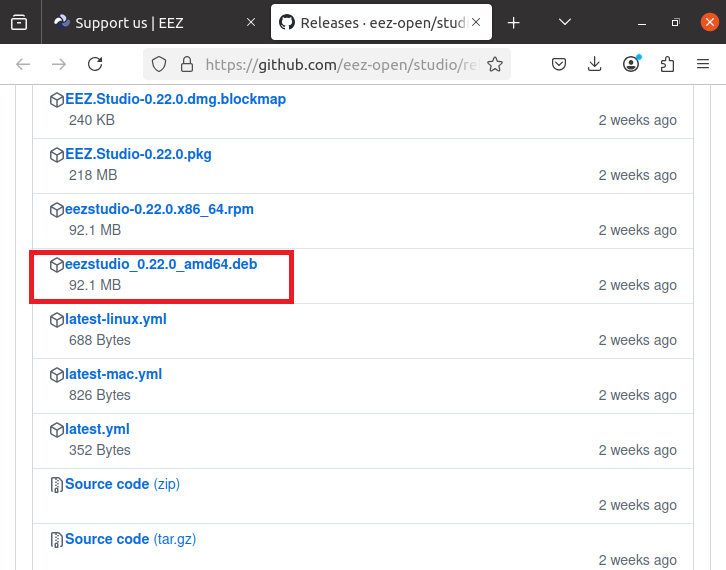 Support us | EEZ
Releases · eez-open/studi
https://github.com/eez-open/studio/re
EEZ.Studio-0.22.0.dmg.blockmap
240 KB
2 weeks ago
EEZ.Studio-0.22.0.pkg
218 MB
2 weeks ago
eezstudio-0.22.0.x86_64.rpm
92.1 MB
2 weeks ago
eezstudio_0.22.0_amd64.deb
92.1 MB
2 weeks ago
latest-linux.yml
688 Bytes
2 weeks ago
latest-mac.yml
826 Bytes
2 weeks ago
latest.yml
352 Bytes
2 weeks ago
Source code (zip)
2 weeks ago
Source code (tar.gz)
2 weeks ago